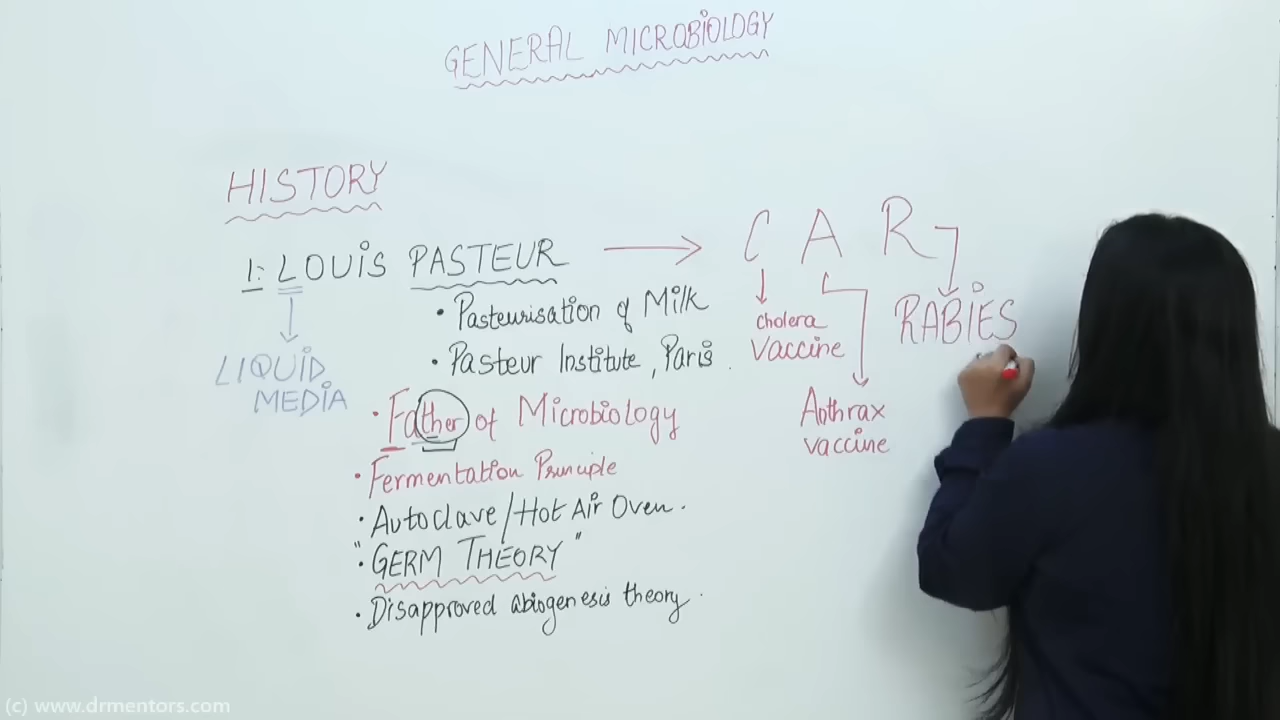 GENERAL MICROBIOLOGY
HISTORY
1: LOUIS PASTEUR → C A R
LIQUID
MEDIA
• Pasteurisation of Milk
• Pasteur Institute, Paris.
• Father of Microbiology
• Fermentation Principle
• Autoclave/Hot Air Oven.
• "GERM THEORY"
• Disapproved abiogenesis theory.
cholera
Vaccine
Anthrax
vaccine
RABIES
(c) www.drmentors.com